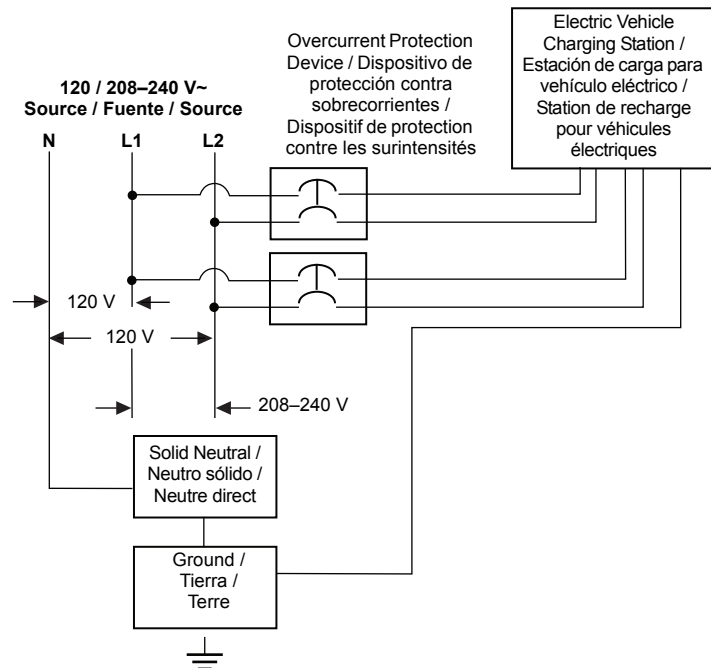 120 / 208–240 V~
Source / Fuente / Source
N L1 L2
Overcurrent Protection
Device / Dispositivo de
protección contra
sobrecorrientes /
Dispositif de protection
contre les surintensités
Electric Vehicle
Charging Station /
Estación de carga para
vehículo eléctrico /
Station de recharge
pour véhicules
électriques
120 V
120 V
208–240 V
Solid Neutral /
Neutro sólido /
Neutre direct
Ground /
Tierra /
Terre